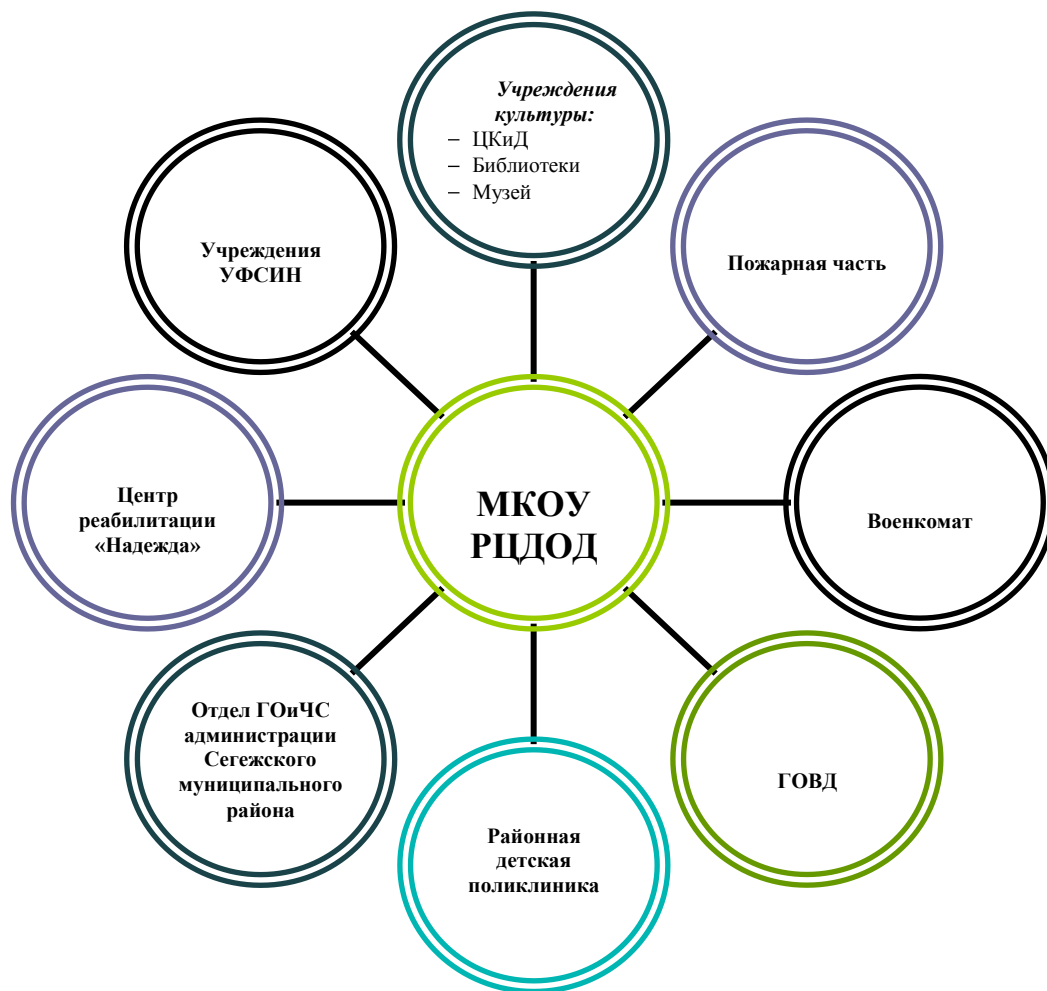 Учреждения
культуры:
– ЦКиД
– Библиотеки
– Музей
Учреждения
УФСИН
Пожарная часть
Центр
реабилитации
«Надежда»
МКОУ
РЦДОД
Военкомат
Отдел ГОиЧС
администрации
Сегежского
муниципального
района
ГОВД
Районная
детская
поликлиника